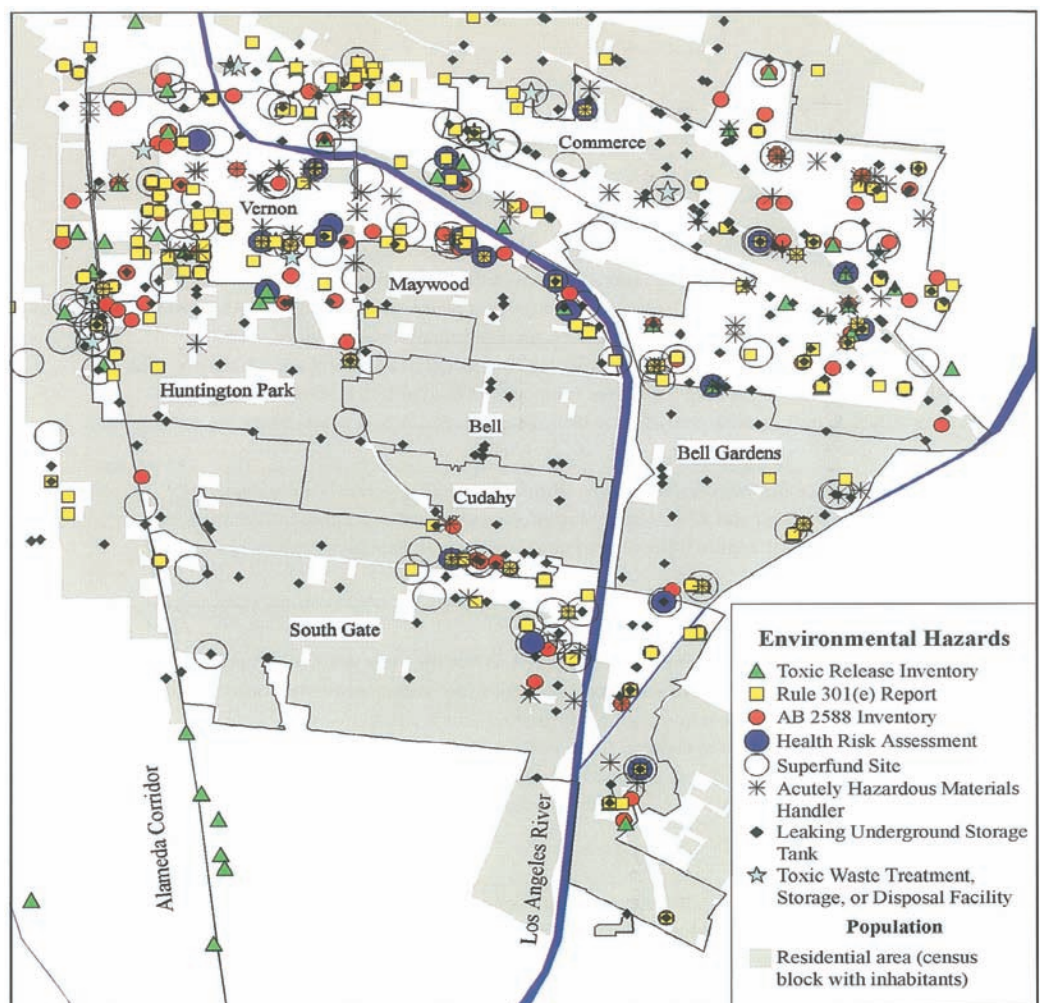 Commerce
Vernon
Maywood
Huntington Park
Bell
Bell Gardens
Cudahy
South Gate
Alameda Corridor
Los Angeles River
Environmental Hazards
Toxic Release Inventory
Rule 301(e) Report
AB 2588 Inventory
Health Risk Assessment
Superfund Site
Acutely Hazardous Materials
Handler
Leaking Underground Storage
Tank
Toxic Waste Treatment,
Storage, or Disposal Facility
Population
Residential area (census
block with inhabitants)